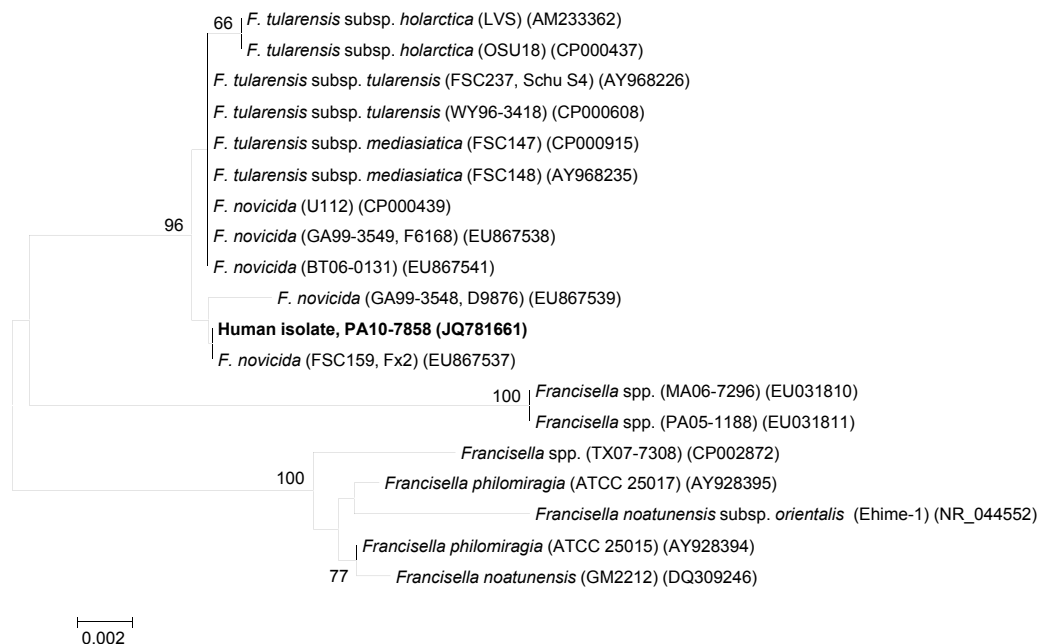 66
F. tularensis subsp. holarctica (LVS) (AM233362)
F. tularensis subsp. holarctica (OSU18) (CP000437)
F. tularensis subsp. tularensis (FSC237, Schu S4) (AY968226)
F. tularensis subsp. tularensis (WY96-3418) (CP000608)
F. tularensis subsp. mediasiatica (FSC147) (CP000915)
F. tularensis subsp. mediasiatica (FSC148) (AY968235)
F. novicida (U112) (CP000439)
96
F. novicida (GA99-3549, F6168) (EU867538)
F. novicida (BT06-0131) (EU867541)
F. novicida (GA99-3548, D9876) (EU867539)
Human isolate, PA10-7858 (JQ781661)
F. novicida (FSC159, Fx2) (EU867537)
100
Francisella spp. (MA06-7296) (EU031810)
Francisella spp. (PA05-1188) (EU031811)
Francisella spp. (TX07-7308) (CP002872)
100
Francisella philomiragia (ATCC 25017) (AY928395)
Francisella noatunensis subsp. orientalis (Ehime-1) (NR_044552)
Francisella philomiragia (ATCC 25015) (AY928394)
77
Francisella noatunensis (GM2212) (DQ309246)
0.002